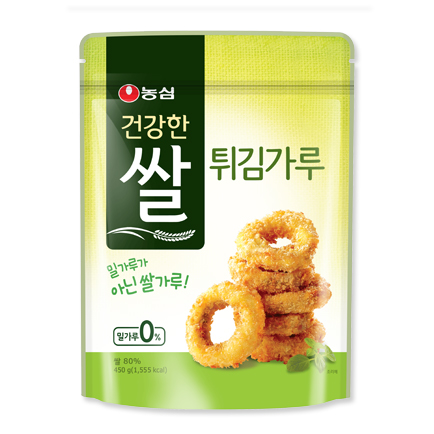 농심
건강한
쌀
튀김가루
밀가루가
아닌 쌀가루!
밀가루 0%
쌀 80%
450 g(1,555 kcal)